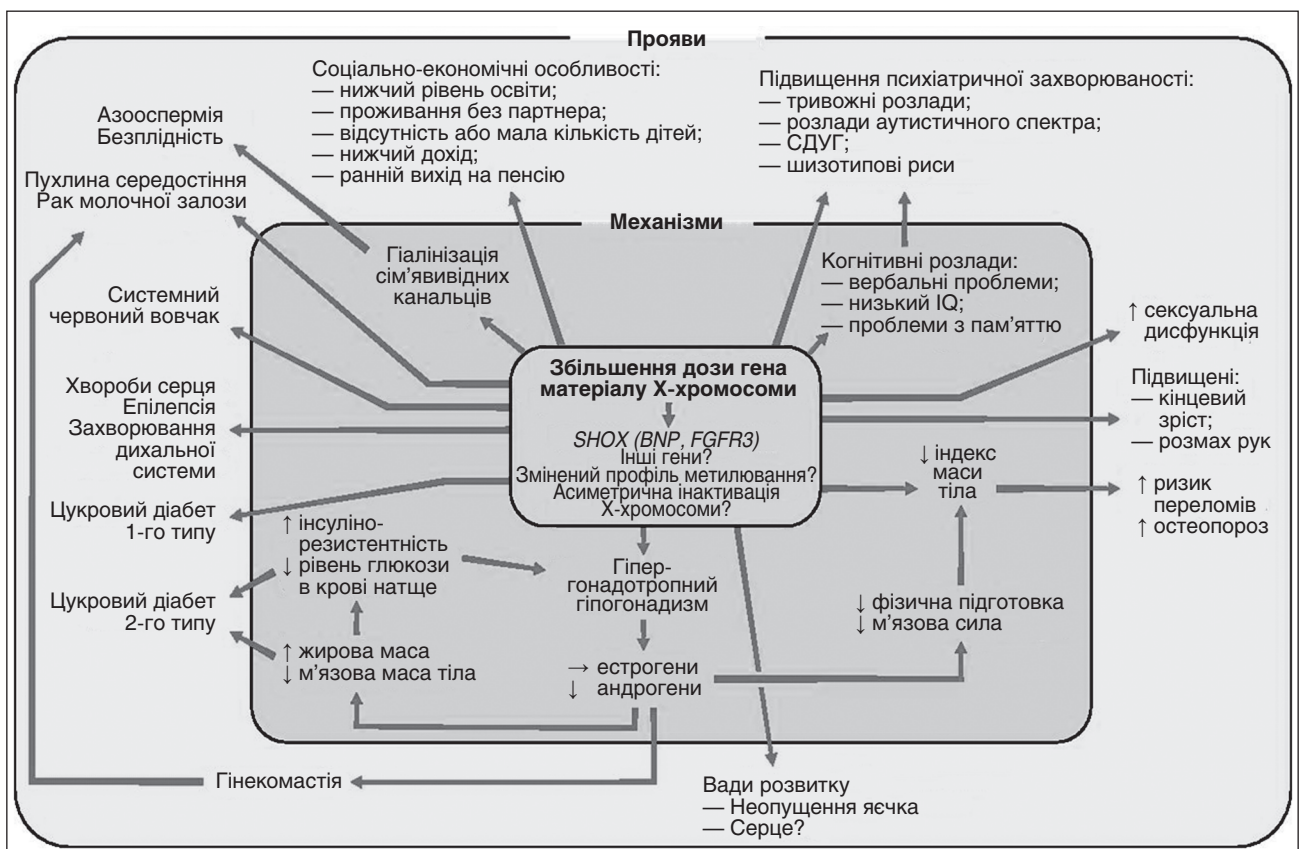 Прояви
Соціально-економічні особливості:
— нижчий рівень освіти;
— проживання без партнера;
— відсутність або мала кількість дітей;
— нижчий дохід;
— ранній вихід на пенсію
Підвищення психіатричної захворюваності:
— тривожні розлади;
— розлади аутистичного спектра;
— СДУГ;
— шизотипові риси
Азооспермія
Безплідність
Пухлина середостіння
Рак молочної залози
Механізми
Гіалінізація
сім’явивідних
канальців
Когнітивні розлади:
— вербальні проблеми;
— низький IQ;
— проблеми з пам’яттю
Системний
червоний вовчак
↑ сексуальна
дисфункція
Збільшення дози гена
матеріалу Х-хромосоми
SHOX (BNP, FGFR3)
Інші гени?
Змінений профіль метилювання?
Асиметрична інактивація
Х-хромосоми?
Хвороби серця
Епілепсія
Захворювання
дихальної
системи
Підвищені:
— кінцевий
зріст;
— розмах рук
↓ індекс
маси
тіла
↑ ризик
переломів
↑ остеопороз
Цукровий діабет
1-го типу
↑ інсуліно-
резистентність
↓ рівень глюкози
в крові натще
Гіпер-
гонадотропний
гіпогонадизм
Цукровий діабет
2-го типу
↓ фізична підготовка
↓ м’язова сила
↑ жирова маса
↓ м’язова маса тіла
→ естрогени
↓ андрогени
Гінекомастія
Вади розвитку
— Неопущення яєчка
— Серце?